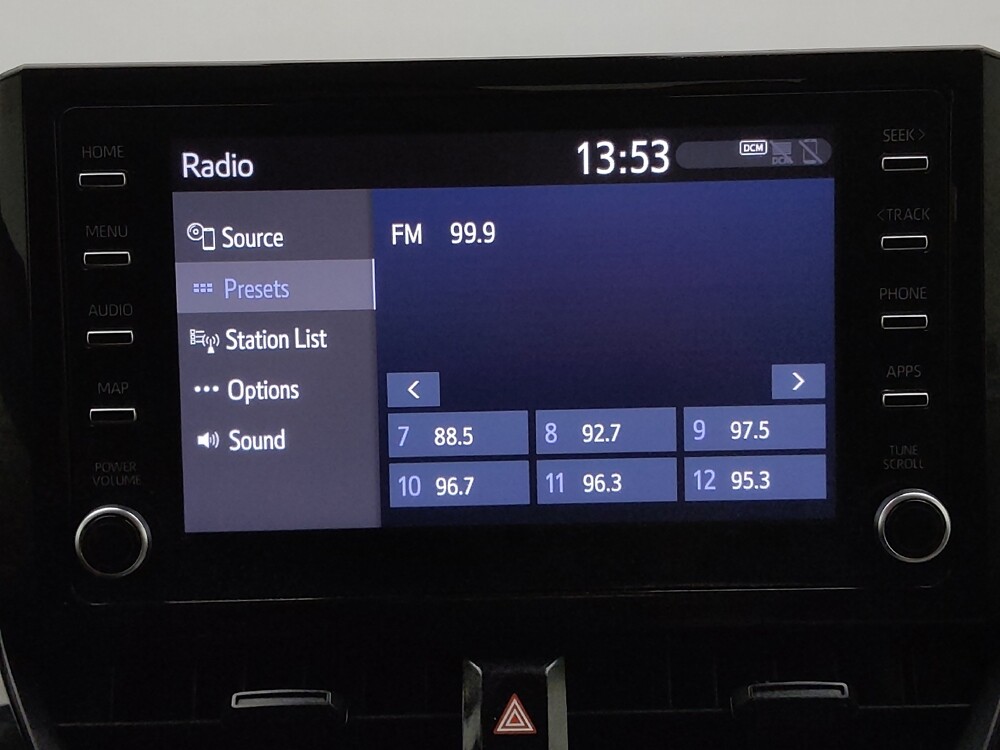 HOME
MENU
AUDIO
MAP
POWER
VOLUME
Radio
13:53
DCM
DCM
Source
Presets
Station List
Options
Sound
FM 99.9
<
>
7 88.5
8 92.7
9 97.5
10 96.7
11 96.3
12 95.3
SEEK >
< TRACK
PHONE
APPS
TUNE
SCROLL